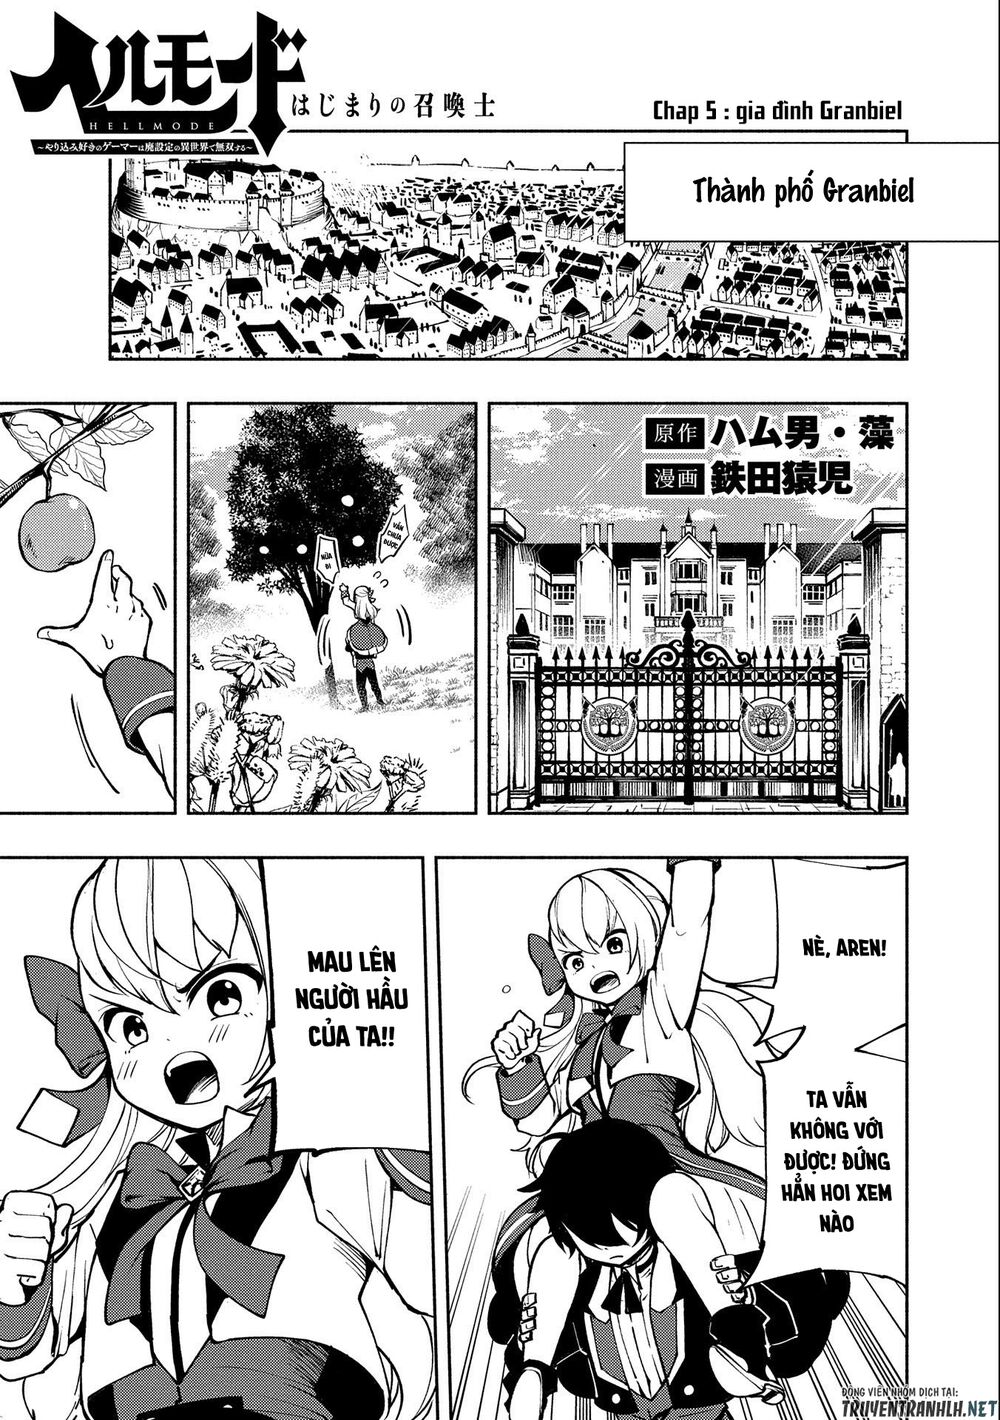 ヘルモード
HELLMODE
はじまりの召喚士
～やり込み好きのゲーマーは廃設定の異世界で無双する～
Chap 5 : gia đình Granbiel
Thành phố Granbiel
原作 ハム男・藻
漫画 鉄田猿児
VẪN
CHƯA
ĐƯỢC
NỮA
ĐI
NÈ, AREN!
TA VẪN
KHÔNG VỚI
ĐƯỢC! ĐỨNG
HẲN HOI XEM
NÀO
MAU LÊN
NGƯỜI HẦU
CỦA TA!!
ĐỘNG VIÊN NHÓM DỊCH TẠI:
TRUYENTRANHLH.NET